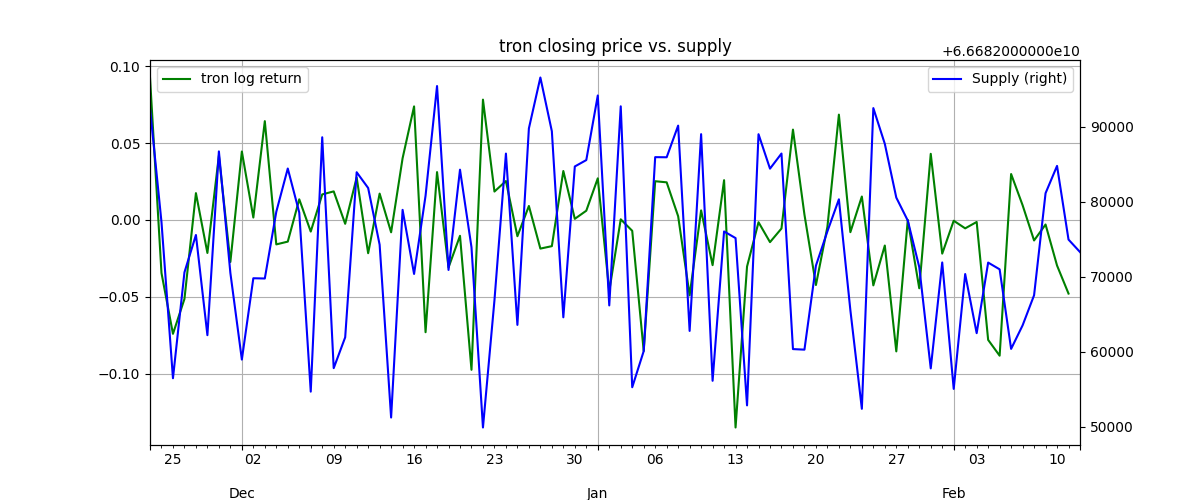 tron closing price vs. supply
+6.6682000000e10
tron log return
Supply (right)
0.10
0.05
0.00
−0.05
−0.10
90000
80000
70000
60000
50000
25 02 09 16 23 30 06 13 20 27 03 10
Dec Jan Feb